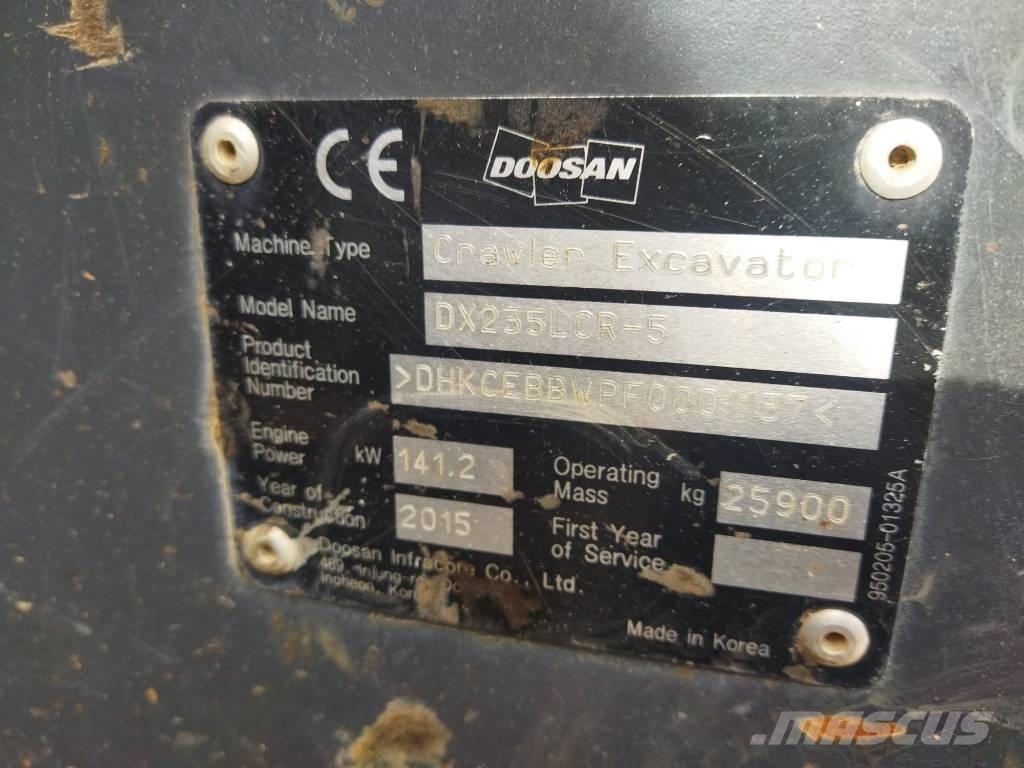 CE DOOSAN
Machine Type Crawler Excavator
Model Name DX235LCR-5
Product
Identification
Number >DHKCEBBWPF0001137<
Engine
Power kW 141.2
Operating
Mass kg 25900
Year of
Construction 2015
First Year
of Service
Doosan Infracore Co., Ltd.
Incheon, Korea
Made in Korea
950205-01325A
MASCUS